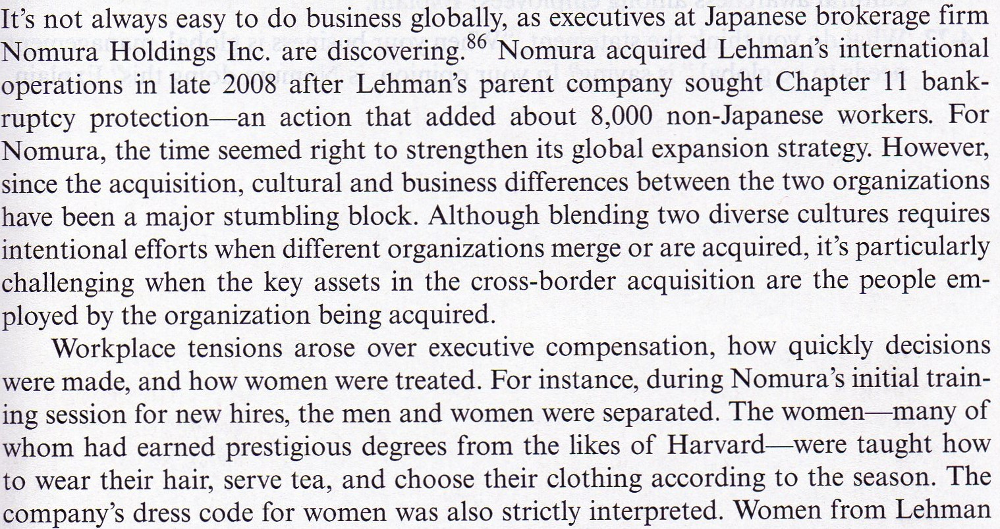 It’s not always easy to do business globally, as executives at Japanese brokerage firm
Nomura Holdings Inc. are discovering.86 Nomura acquired Lehman’s international
operations in late 2008 after Lehman’s parent company sought Chapter 11 bank-
ruptcy protection—an action that added about 8,000 non-Japanese workers. For
Nomura, the time seemed right to strengthen its global expansion strategy. However,
since the acquisition, cultural and business differences between the two organizations
have been a major stumbling block. Although blending two diverse cultures requires
intentional efforts when different organizations merge or are acquired, it’s particularly
challenging when the key assets in the cross-border acquisition are the people em-
ployed by the organization being acquired.
Workplace tensions arose over executive compensation, how quickly decisions
were made, and how women were treated. For instance, during Nomura’s initial train-
ing session for new hires, the men and women were separated. The women—many of
whom had earned prestigious degrees from the likes of Harvard—were taught how
to wear their hair, serve tea, and choose their clothing according to the season. The
company’s dress code for women was also strictly interpreted. Women from Lehman